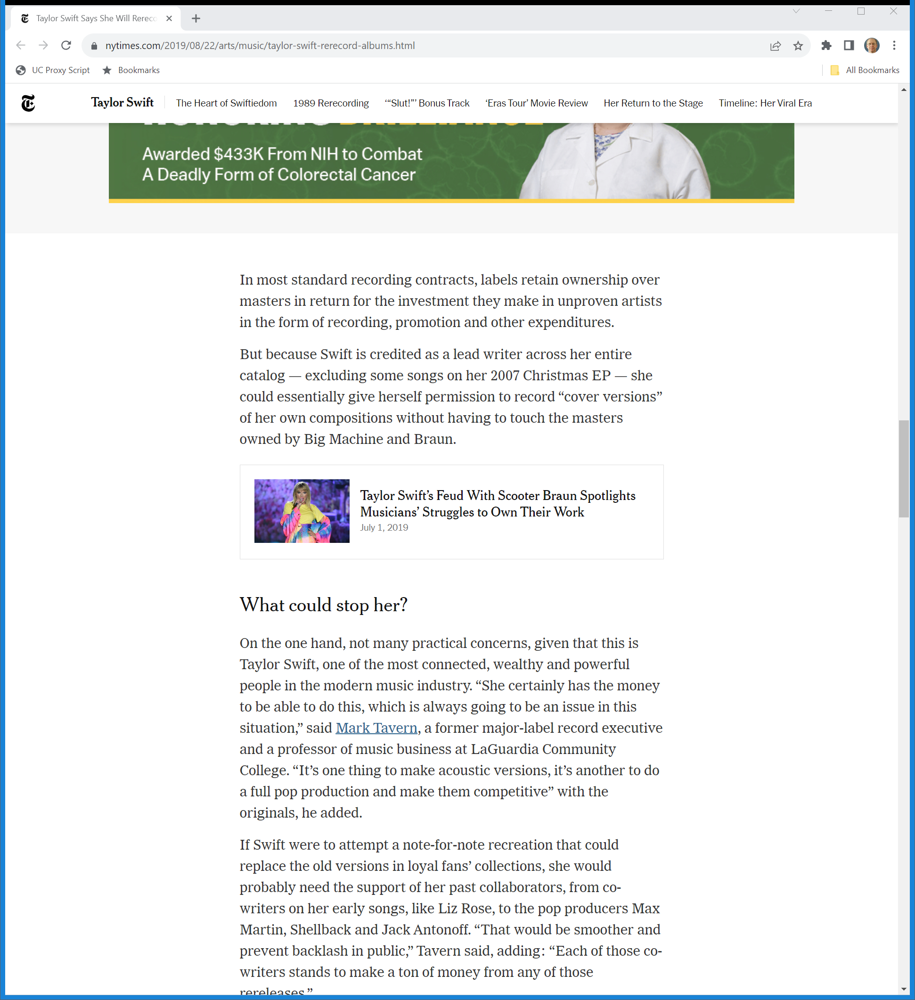 Taylor Swift Says She Will Rereco
nytimes.com/2019/08/22/arts/music/taylor-swift-rerecord-albums.html
UC Proxy Script
Bookmarks
All Bookmarks
Taylor Swift
The Heart of Swiftiedom
1989 Rerecording
‘“Slut!”’ Bonus Track
‘Eras Tour’ Movie Review
Her Return to the Stage
Timeline: Her Viral Era
Awarded $433K From NIH to Combat
A Deadly Form of Colorectal Cancer
In most standard recording contracts, labels retain ownership over
masters in return for the investment they make in unproven artists
in the form of recording, promotion and other expenditures.
But because Swift is credited as a lead writer across her entire
catalog — excluding some songs on her 2007 Christmas EP — she
could essentially give herself permission to record “cover versions”
of her own compositions without having to touch the masters
owned by Big Machine and Braun.
Taylor Swift’s Feud With Scooter Braun Spotlights
Musicians’ Struggles to Own Their Work
July 1, 2019
What could stop her?
On the one hand, not many practical concerns, given that this is
Taylor Swift, one of the most connected, wealthy and powerful
people in the modern music industry. “She certainly has the money
to be able to do this, which is always going to be an issue in this
situation,” said Mark Tavern, a former major-label record executive
and a professor of music business at LaGuardia Community
College. “It’s one thing to make acoustic versions, it’s another to do
a full pop production and make them competitive” with the
originals, he added.
If Swift were to attempt a note-for-note recreation that could
replace the old versions in loyal fans’ collections, she would
probably need the support of her past collaborators, from co-
writers on her early songs, like Liz Rose, to the pop producers Max
Martin, Shellback and Jack Antonoff. “That would be smoother and
prevent backlash in public,” Tavern said, adding: “Each of those co-
writers stands to make a ton of money from any of those
rereleases.”